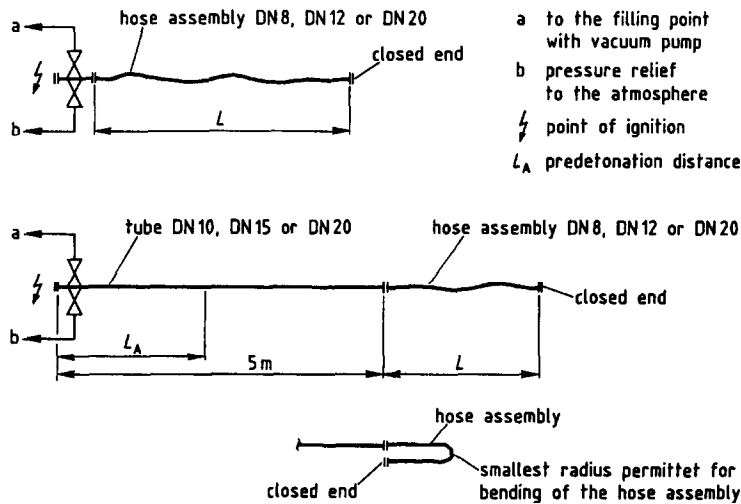 a
hose assembly DN8, DN12 or DN20
closed end
b
L
a to the filling point
with vacuum pump
b pressure relief
to the atmosphere
point of ignition
LA predetonation distance
a
tube DN10, DN15 or DN20
hose assembly DN8, DN12 or DN20
closed end
b
LA
5m
L
hose assembly
closed end
smallest radius permittet for
bending of the hose assembly